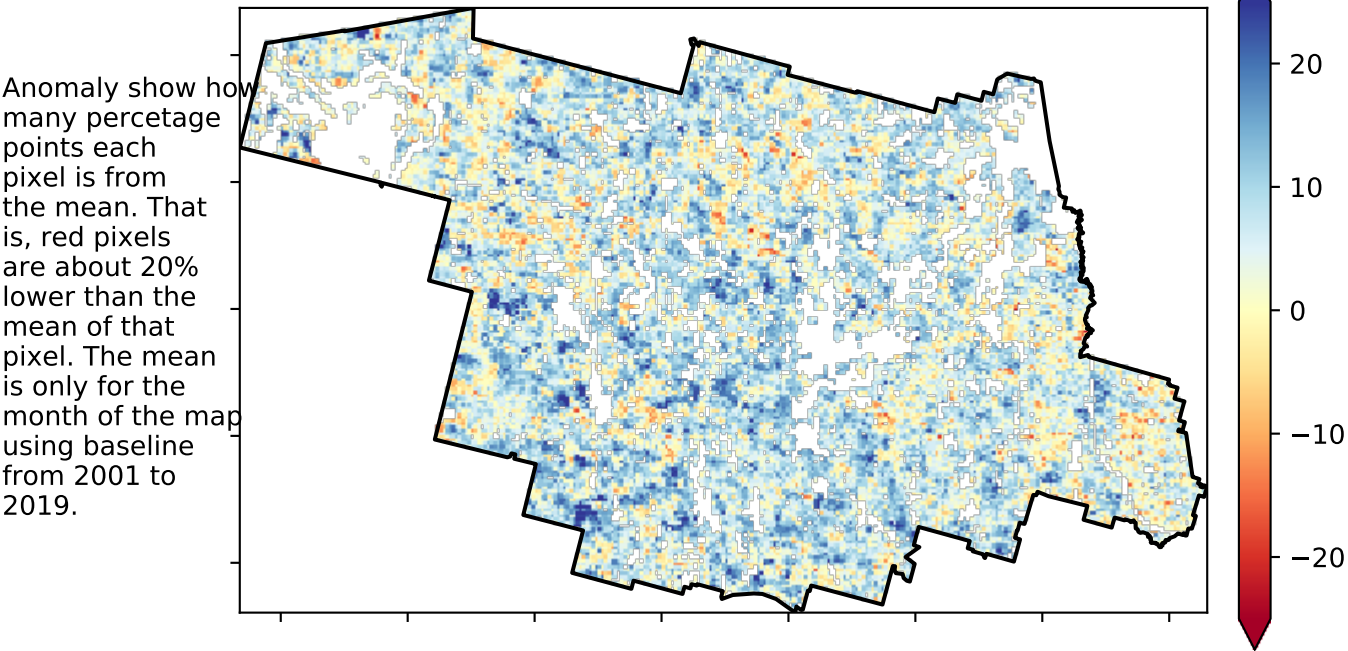 Anomaly show how
many percetage
points each
pixel is from
the mean. That
is, red pixels
are about 20%
lower than the
mean of that
pixel. The mean
is only for the
month of the map
using baseline
from 2001 to
2019.
20
10
0
−10
−20